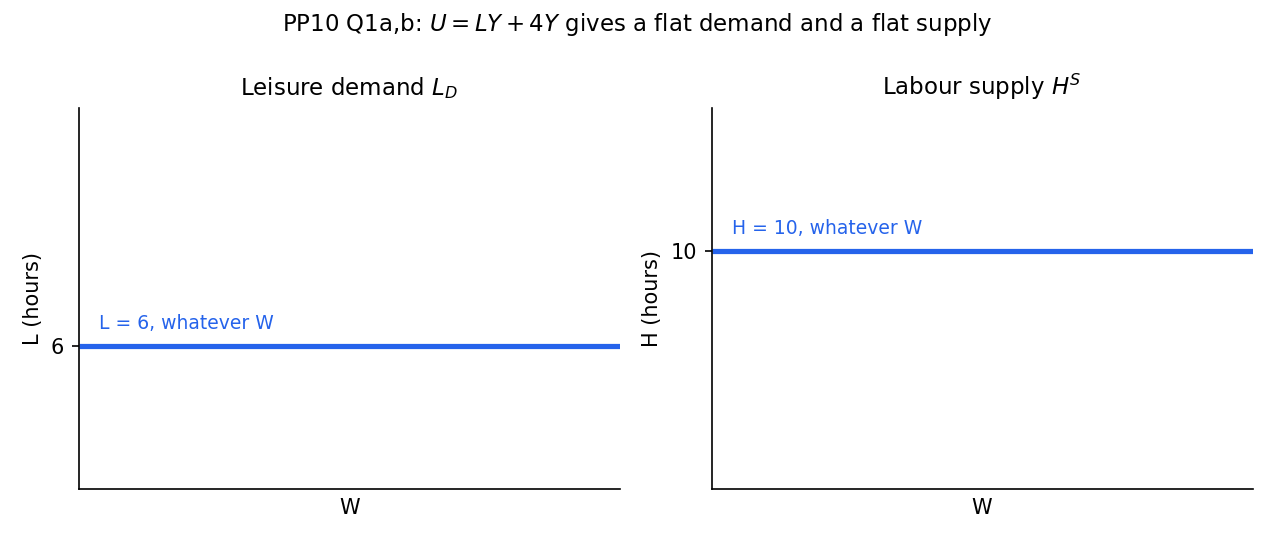 PP10 Q1a,b: U = LY + 4Y gives a flat demand and a flat supply
Leisure demand L_D
L (hours)
6
L = 6, whatever W
W
Labour supply H^S
H (hours)
10
H = 10, whatever W
W